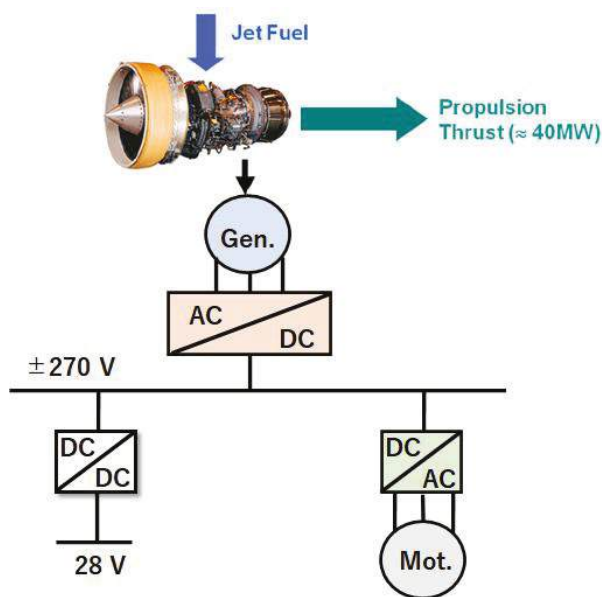 Jet Fuel
Propulsion
Thrust (≈ 40MW)
Gen.
AC
DC
±270 V
DC
DC
DC
AC
28 V
Mot.